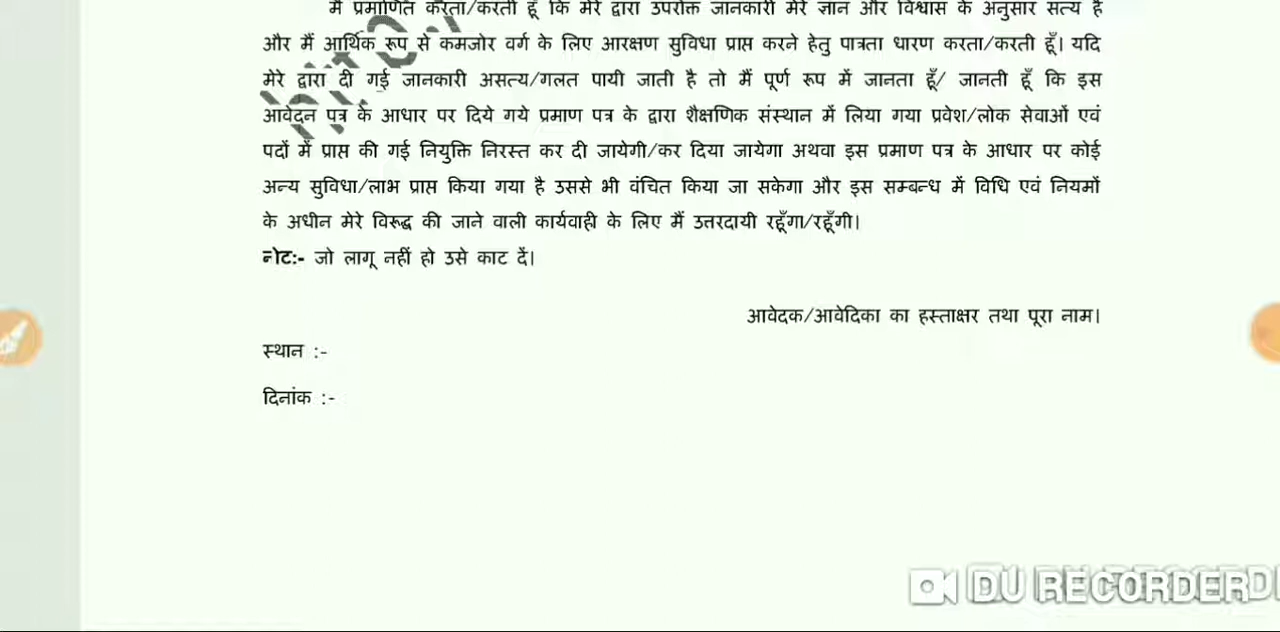 मैं प्रमाणित करता/करती हूँ कि मेरे द्वारा उपरोक्त जानकारी मेरे ज्ञान और विश्वास के अनुसार सत्य है
और मैं आर्थिक रूप से कमजोर वर्ग के लिए आरक्षण सुविधा प्राप्त करने हेतु पात्रता धारण करता/करती हूँ। यदि
मेरे द्वारा दी गई जानकारी असत्य/गलत पायी जाती है तो मैं पूर्ण रूप में जानता हूँ/ जानती हूँ कि इस
आवेदन पत्र के आधार पर दिये गये प्रमाण पत्र के द्वारा शैक्षणिक संस्थान में लिया गया प्रवेश/लोक सेवाओं एवं
पदों में प्राप्त की गई नियुक्ति निरस्त कर दी जायेगी/कर दिया जायेगा अथवा इस प्रमाण पत्र के आधार पर कोई
अन्य सुविधा/लाभ प्राप्त किया गया है उससे भी वंचित किया जा सकेगा और इस सम्बन्ध में विधि एवं नियमों
के अधीन मेरे विरूद्ध की जाने वाली कार्यवाही के लिए मैं उत्तरदायी रहूँगा/रहूँगी।
नोट:- जो लागू नहीं हो उसे काट दें।
आवेदक/आवेदिका का हस्ताक्षर तथा पूरा नाम।
स्थान :-
दिनांक :-
DU RECORDER